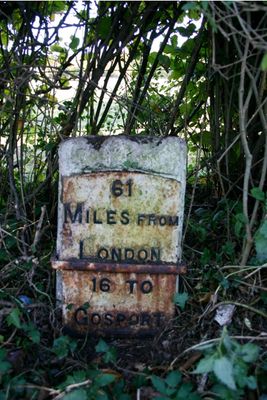 61
MILES FROM
LONDON
16 TO
GOSPORT